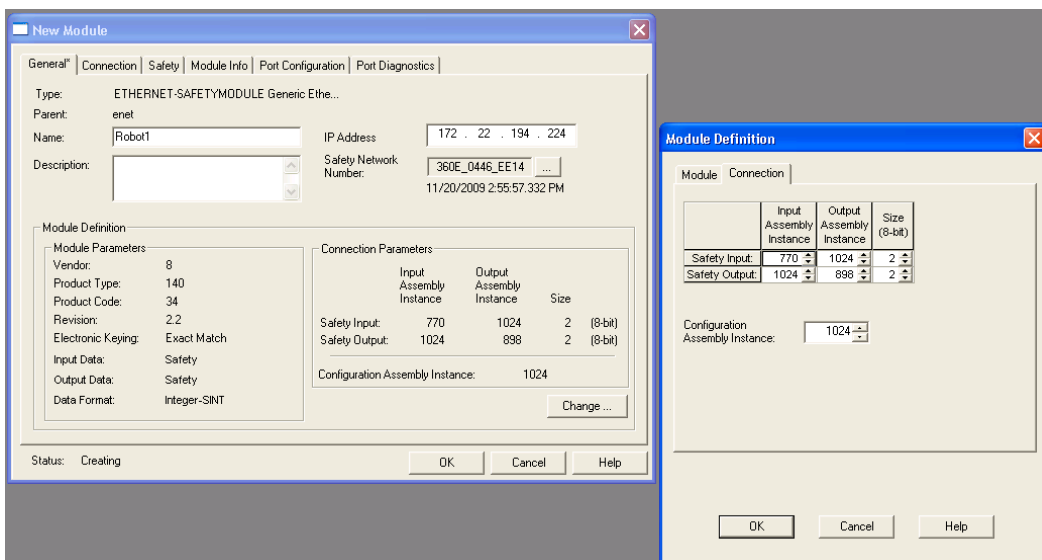 New Module
General* Connection Safety Module Info Port Configuration Port Diagnostics
Type: ETHERNET-SAFETYMODULE Generic Ethe...
Parent: enet
Name: Robot1
IP Address 172 . 22 . 194 . 224
Description:
Safety Network
Number: 360E_0446_EE14 ...
11/20/2009 2:55:57.332 PM
Module Definition
Module Parameters
Vendor: 8
Product Type: 140
Product Code: 34
Revision: 2.2
Electronic Keying: Exact Match
Input Data: Safety
Output Data: Safety
Data Format: Integer-SINT
Connection Parameters
Input Output
Assembly Assembly
Instance Instance Size
Safety Input: 770 1024 2 (8-bit)
Safety Output: 1024 898 2 (8-bit)
Configuration Assembly Instance: 1024
Change ...
Status: Creating
OK Cancel Help
Module Definition
Module Connection
Input Output
Assembly Assembly Size
Instance Instance (8-bit)
Safety Input: 770 1024 2
Safety Output: 1024 898 2
Configuration
Assembly Instance: 1024
OK Cancel Help